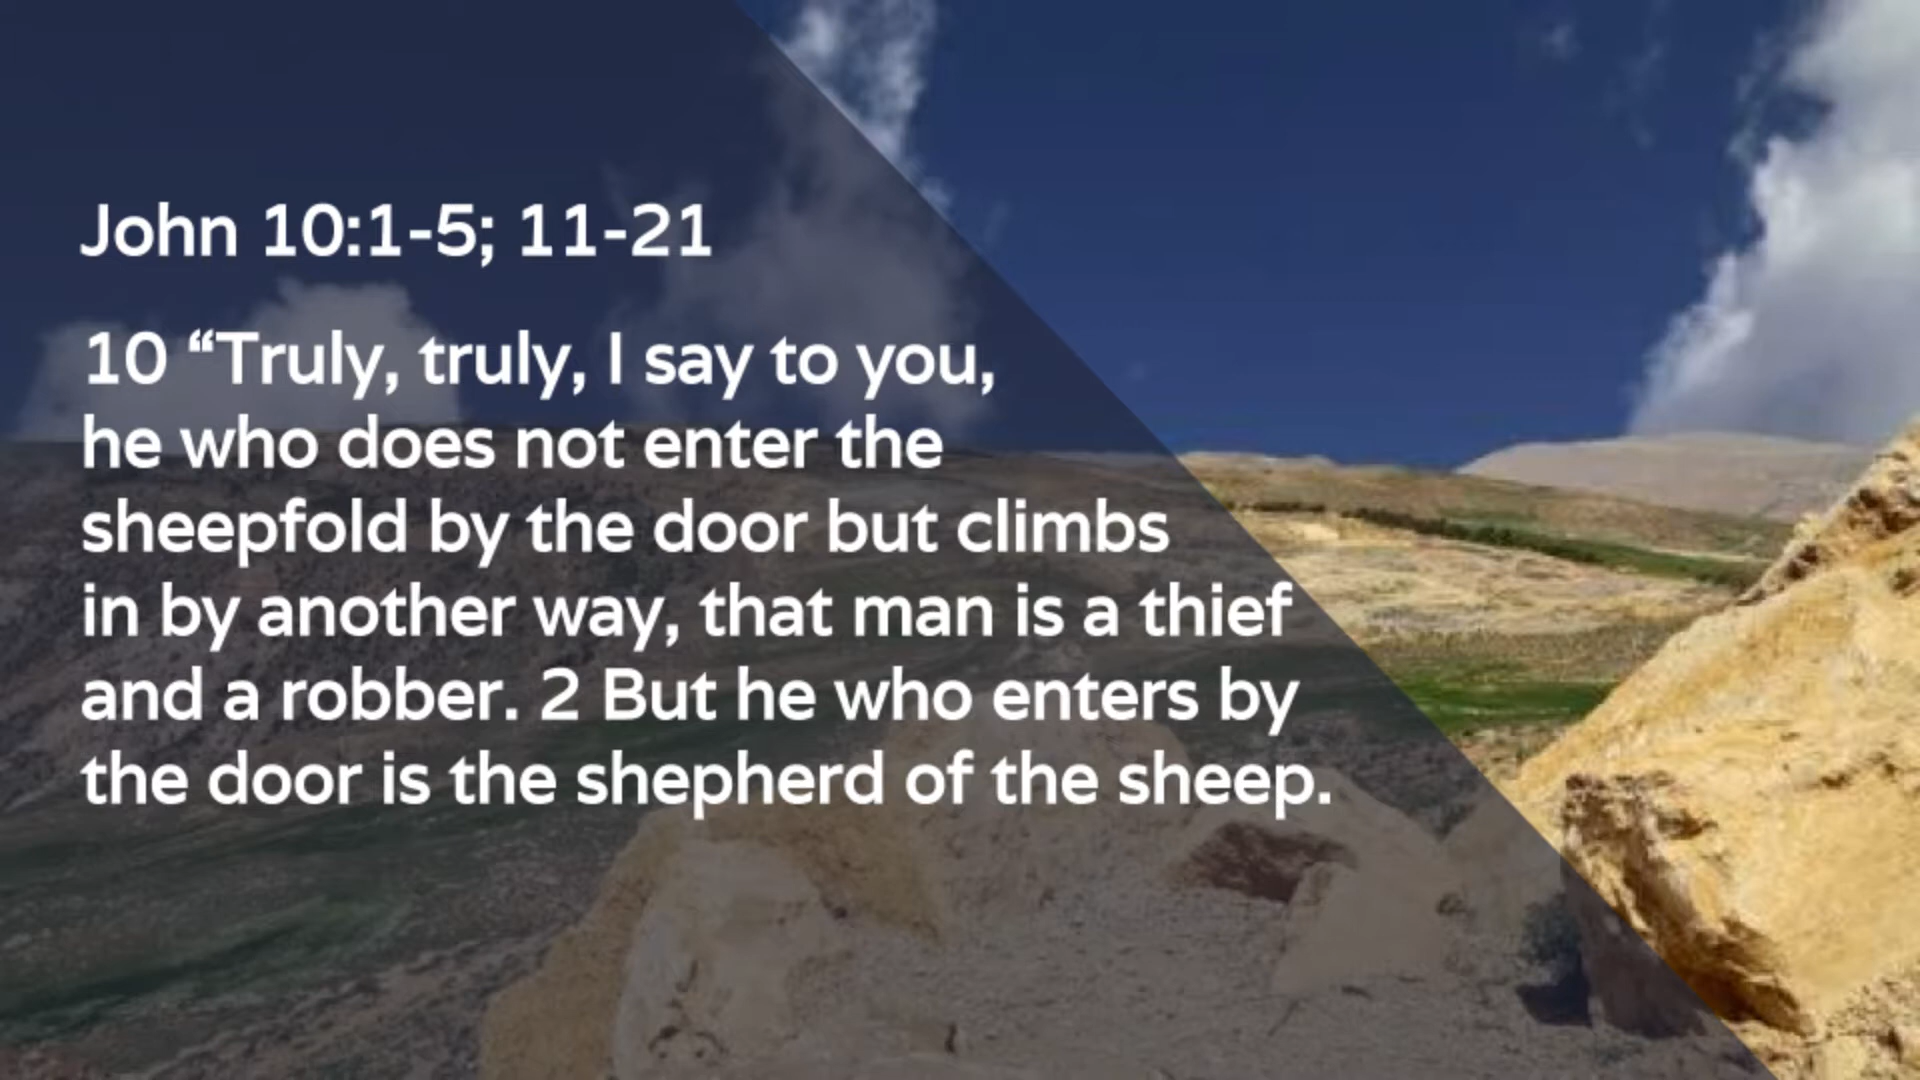 John 10:1-5; 11-21
10 “Truly, truly, I say to you,
he who does not enter the
sheepfold by the door but climbs
in by another way, that man is a thief
and a robber. 2 But he who enters by
the door is the shepherd of the sheep.